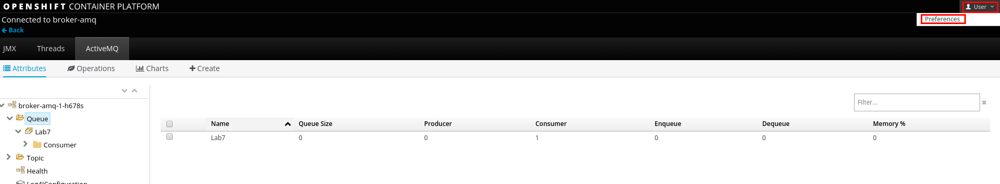 OPENSHIFT CONTAINER PLATFORM
User
Connected to broker-amq
Preferences
Back
JMX Threads ActiveMQ
Attributes Operations Charts Create
Filter...
broker-amq-1-h678s
Queue
Lab7
Consumer
Topic
Health
Log4JConfiguration
Name Queue Size Producer Consumer Enqueue Dequeue Memory %
Lab7 0 0 1 0 0 0